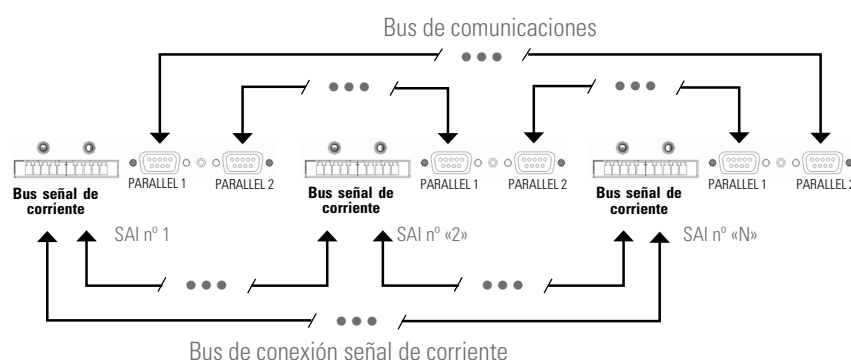 Bus de comunicaciones
PARALLEL 1
PARALLEL 2
PARALLEL 1
PARALLEL 2
PARALLEL 1
PARALLEL 2
Bus señal de
corriente
Bus señal de
corriente
Bus señal de
corriente
SAI nº 1
SAI nº «2»
SAI nº «N»
Bus de conexión señal de corriente